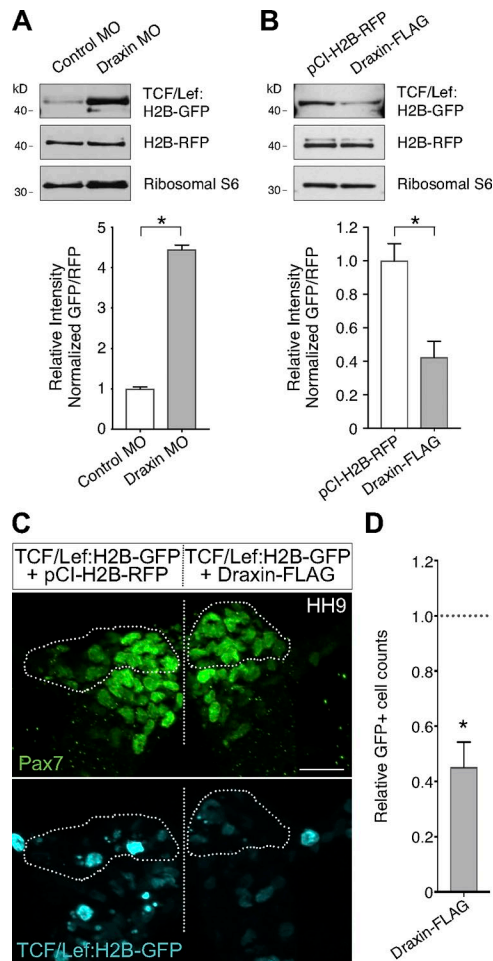 A
Control MO
Draxin MO
kD
40
TCF/Lef:
H2B-GFP
40
H2B-RFP
30
Ribosomal S6
*
Relative Intensity
Normalized GFP/RFP
5
4
3
2
1
0
Control MO
Draxin MO
B
pCI-H2B-RFP
Draxin-FLAG
kD
40
TCF/Lef:
H2B-GFP
40
H2B-RFP
30
Ribosomal S6
*
Relative Intensity
Normalized GFP/RFP
1.2
1.0
0.8
0.6
0.4
0.2
0
pCI-H2B-RFP
Draxin-FLAG
C
TCF/Lef:H2B-GFP
+ pCI-H2B-RFP
TCF/Lef:H2B-GFP
+ Draxin-FLAG
HH9
Pax7
TCF/Lef:H2B-GFP
D
Relative GFP+ cell counts
1.2
1.0
0.8
0.6
0.4
0.2
0
*
Draxin-FLAG